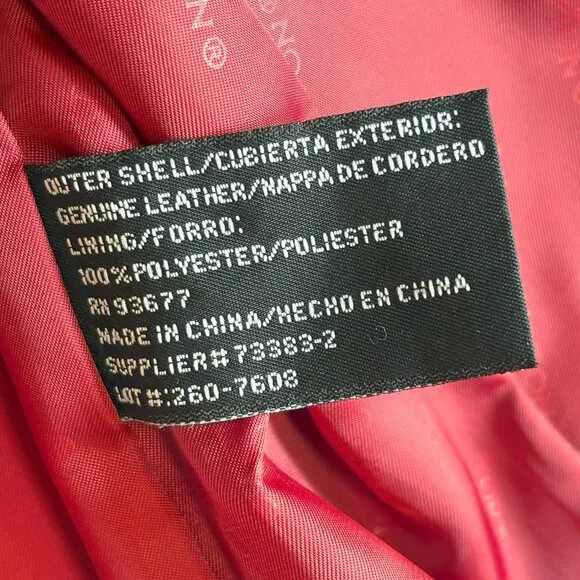 OUTER SHELL/CUBIERTA EXTERIOR:
GENUINE LEATHER/NAPPA DE CORDERO
LINING/FORRO:
100%POLYESTER/POLIESTER
RN 93677
MADE IN CHINA/HECHO EN CHINA
SUPPLIER# 73383-2
LOT #:260-7608